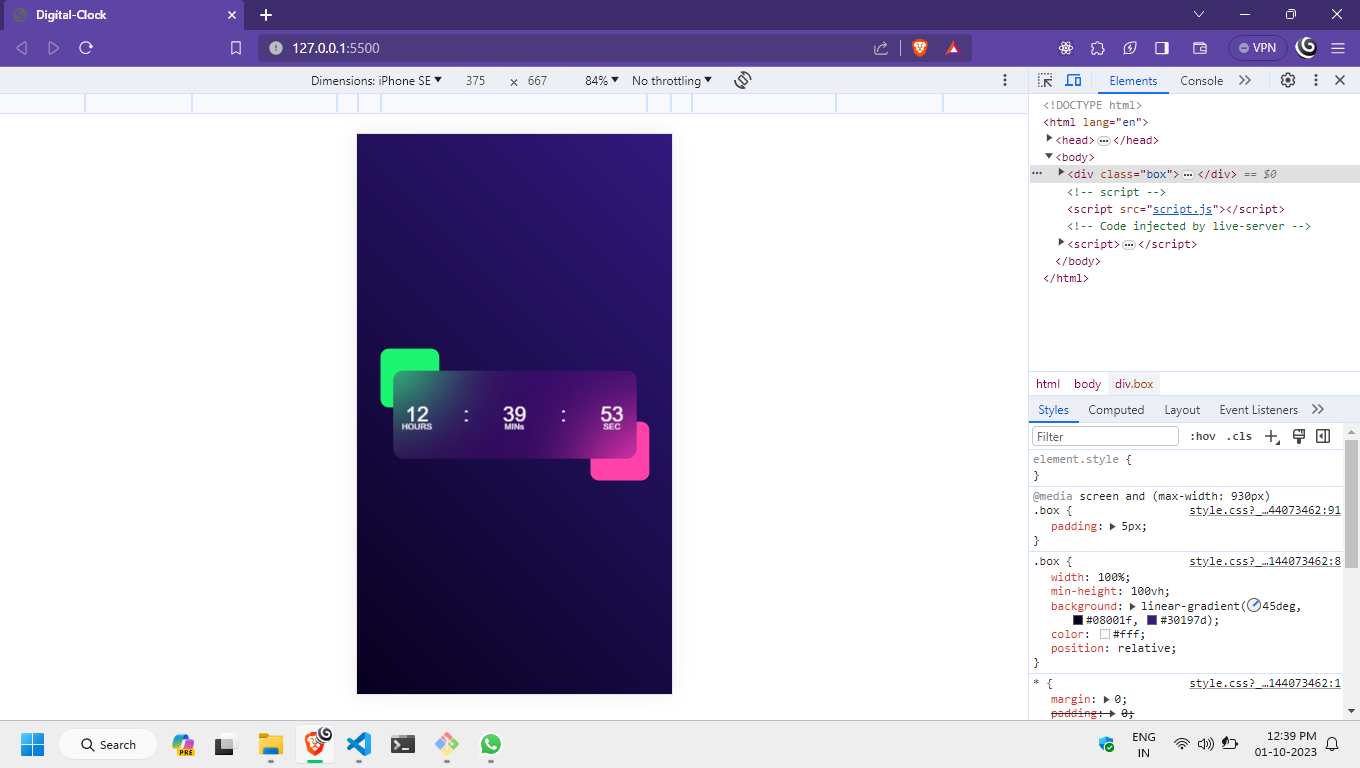 Digital-Clock
127.0.0.1:5500
VPN
Dimensions: iPhone SE 375 × 667 84% No throttling
Elements Console
<!DOCTYPE html>
<html lang="en">
<head> … </head>
<body>
… <div class="box"> … </div> == $0
<!-- script -->
<script src="script.js"></script>
<!-- Code injected by live-server -->
<script> … </script>
</body>
</html>
12 : 39 : 53
HOURS MINs SEC
html body div.box
Styles Computed Layout Event Listeners
Filter :hov .cls
element.style {
}
@media screen and (max-width: 930px)
.box { style.css?_…44073462:91
padding: 5px;
}
.box { style.css?_…144073462:8
width: 100%;
min-height: 100vh;
background: linear-gradient(45deg,
#08001f, #30197d);
color: #fff;
position: relative;
}
* { style.css?_…144073462:1
margin: 0;
padding: 0;
Search
PRE
ENG
IN
12:39 PM
01-10-2023